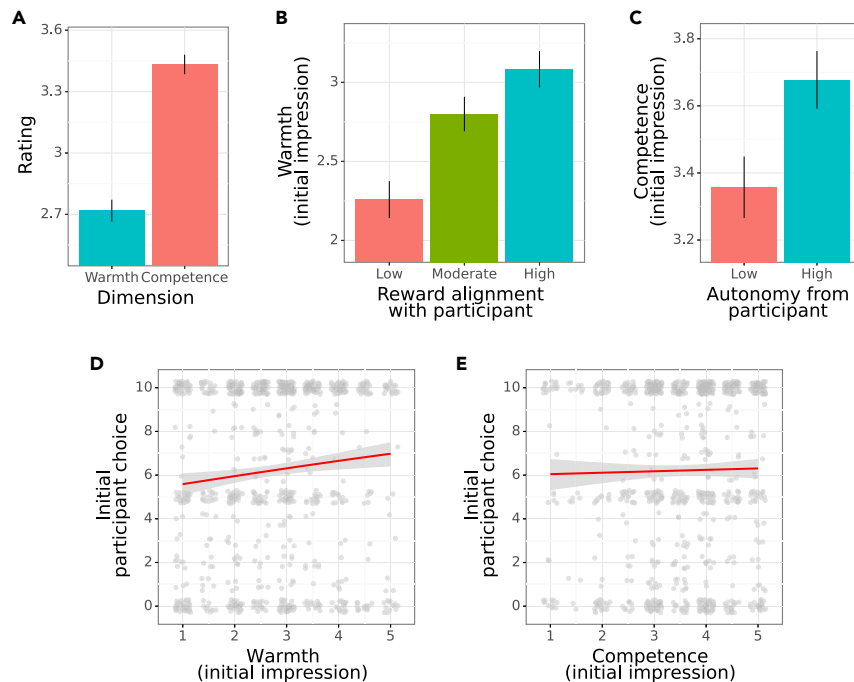 A
Rating
3.6
3.4
3
2.7
Warmth Competence
Dimension
B
Warmth
(initial impression)
3
2.5
2
Low Moderate High
Reward alignment
with participant
C
Competence
(initial impression)
3.8
3.6
3.4
3.2
Low High
Autonomy from
participant
D
Initial
participant choice
10
8
6
4
2
0
1 2 3 4 5
Warmth
(initial impression)
E
Initial
participant choice
10
8
6
4
2
0
1 2 3 4 5
Competence
(initial impression)